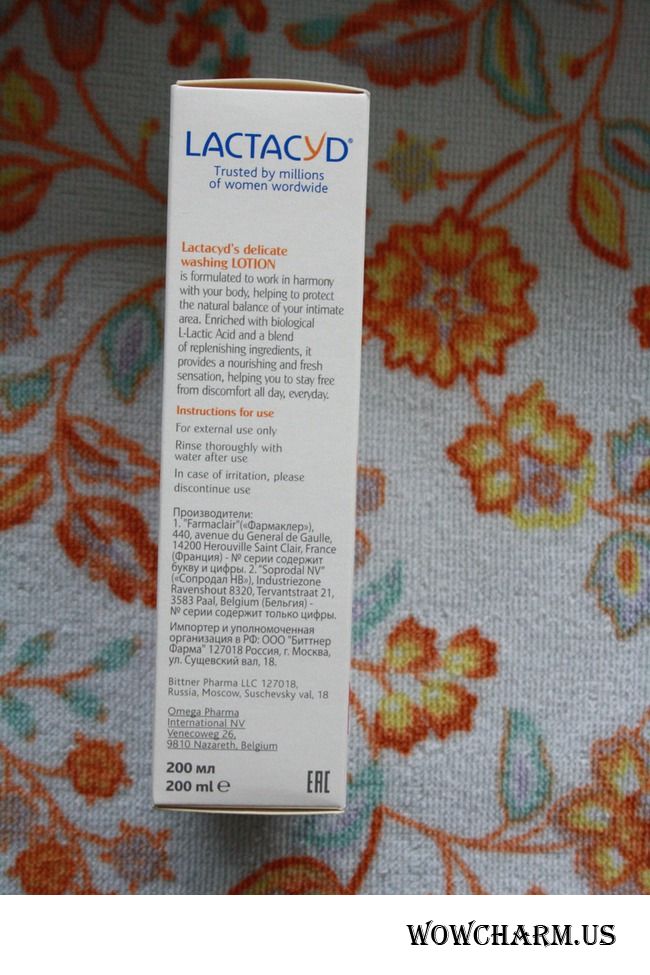 LACTACYD®
Trusted by millions
of women wordwide
Lactacyd's delicate
washing LOTION
is formulated to work in harmony
with your body, helping to protect
the natural balance of your intimate
area. Enriched with biological
L-Lactic Acid and a blend
of replenishing ingredients, it
provides a nourishing and fresh
sensation, helping you to stay free
from discomfort all day, everyday.
Instructions for use
For external use only
Rinse thoroughly with
water after use
In case of irritation, please
discontinue use
Производители:
1. "Farmaclair"(«Фармаклер»),
440, avenue du General de Gaulle,
14200 Herouville Saint Clair, France
(Франция) - № серии содержит
букву и цифры. 2. "Soprodal NV"
(«Сопродал НВ»), Industriezone
Ravenshout 8320, Tervantstraat 21,
3583 Paal, Belgium (Бельгия) -
№ серии содержит только цифры.
Импортер и уполномоченная
организация в РФ: ООО "Биттнер
Фарма" 127018 Россия, г. Москва,
ул. Сущевский вал, 18.
Bittner Pharma LLC 127018,
Russia, Moscow, Suschevsky val, 18
Omega Pharma
International NV
Venecoweg 26,
9810 Nazareth, Belgium
200 мл
200 ml ℮
EAC
WOWCHARM.US